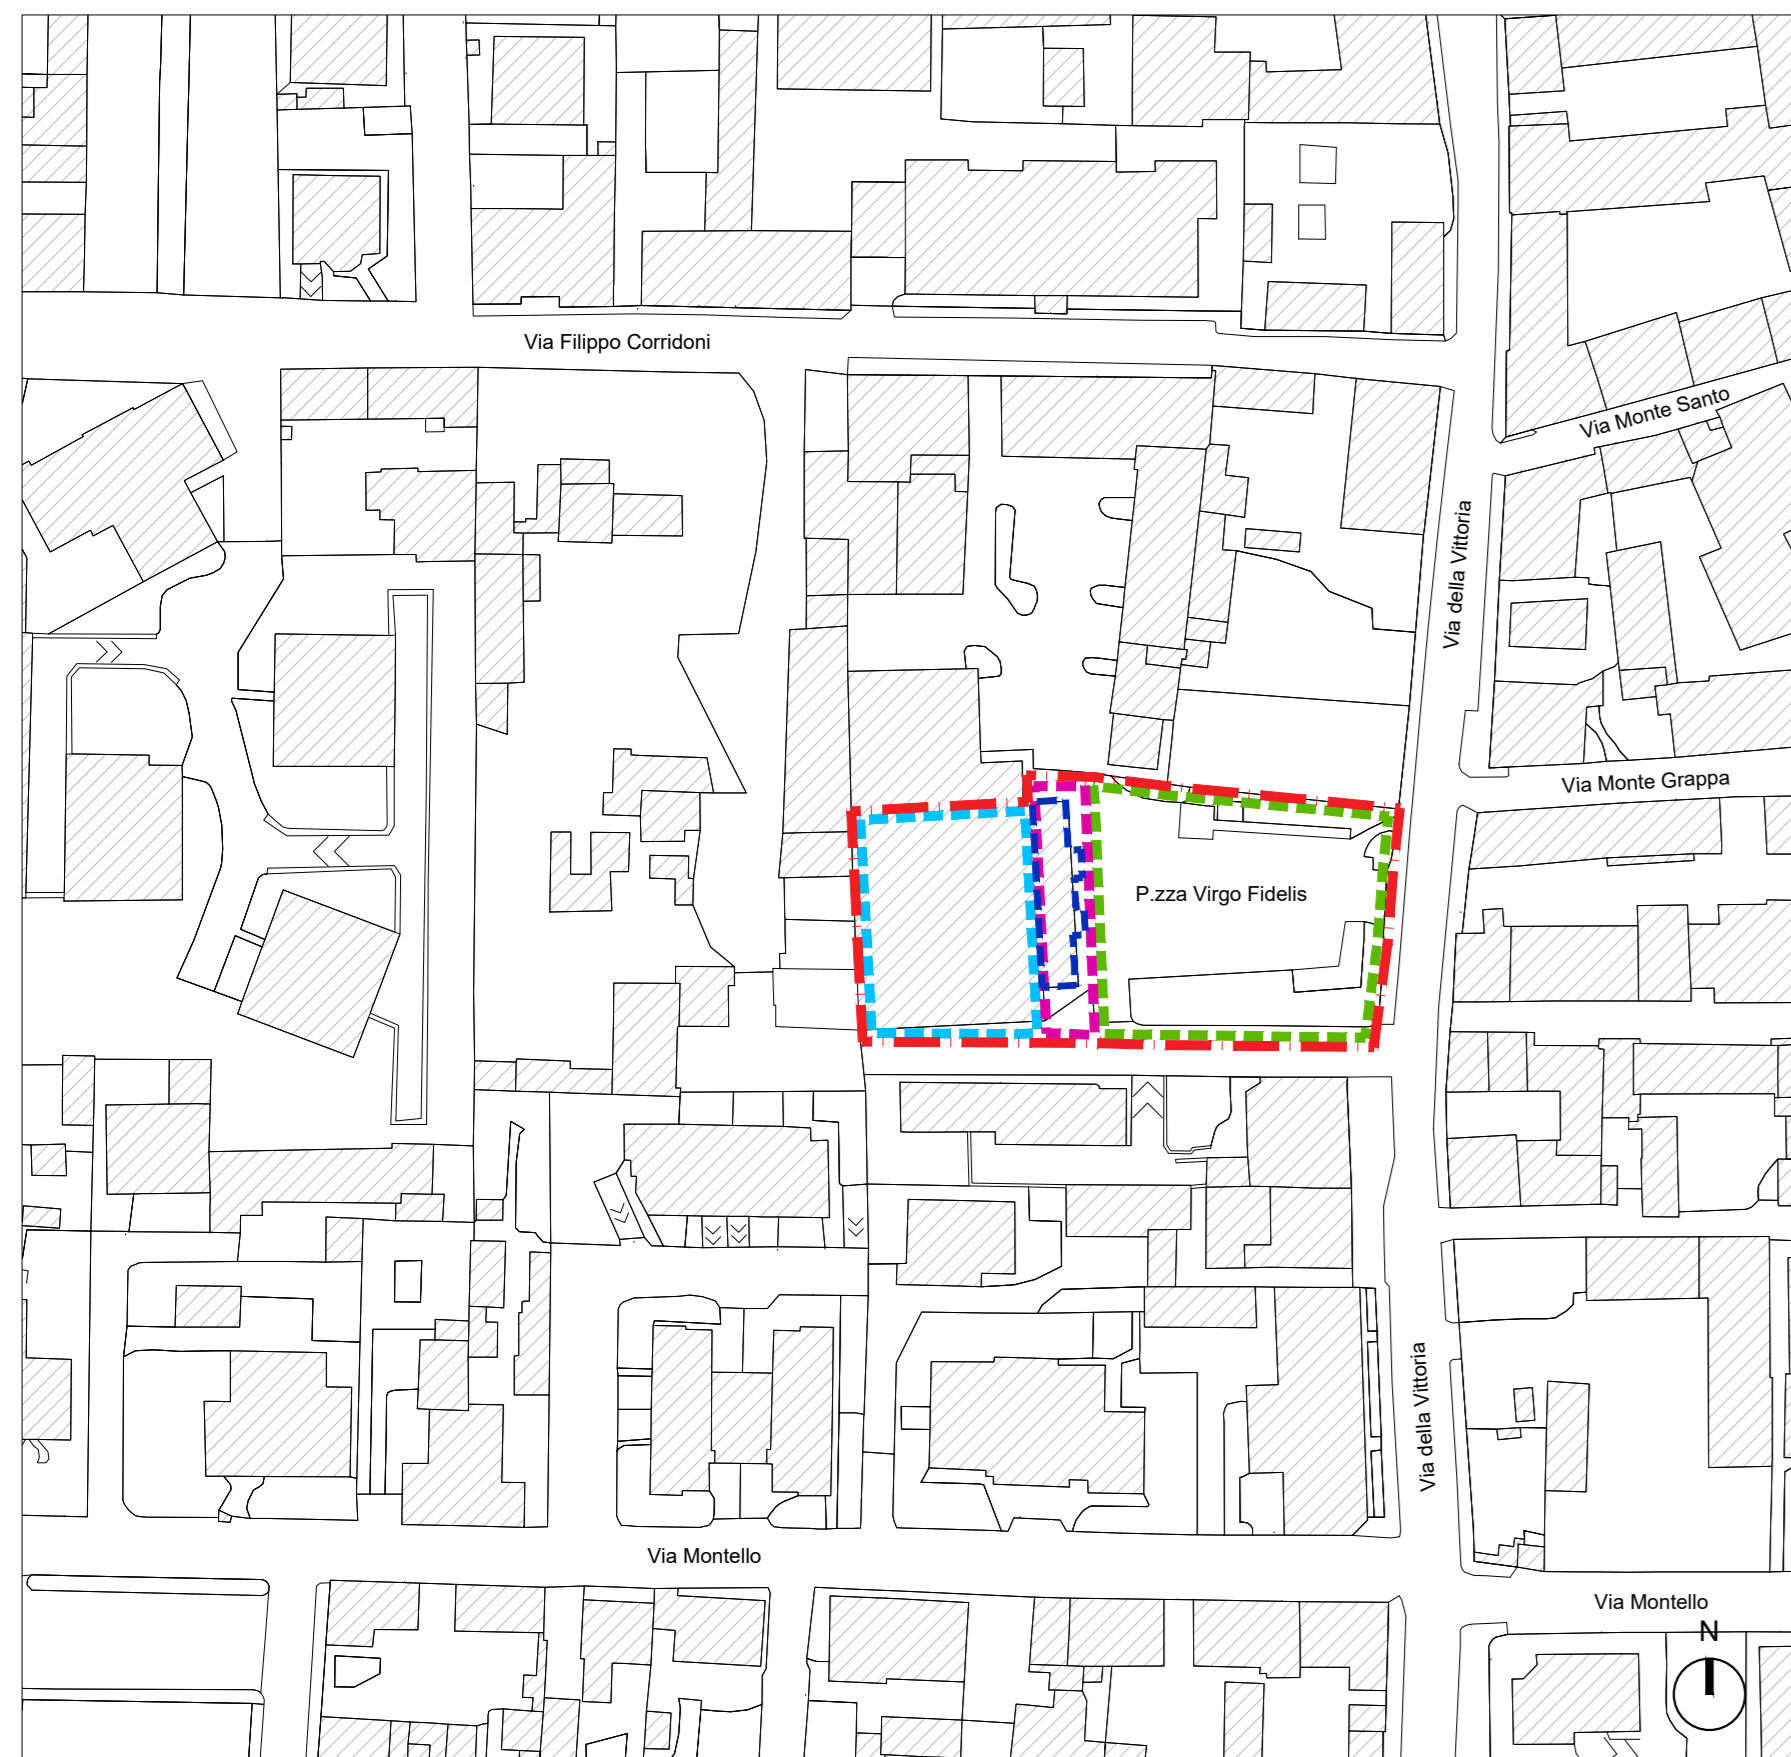 Via Filippo Corridoni
Via Monte Santo
Via della Vittoria
Via Monte Grappa
P.zza Virgo Fidelis
Via della Vittoria
Via Montello
Via Montello
N